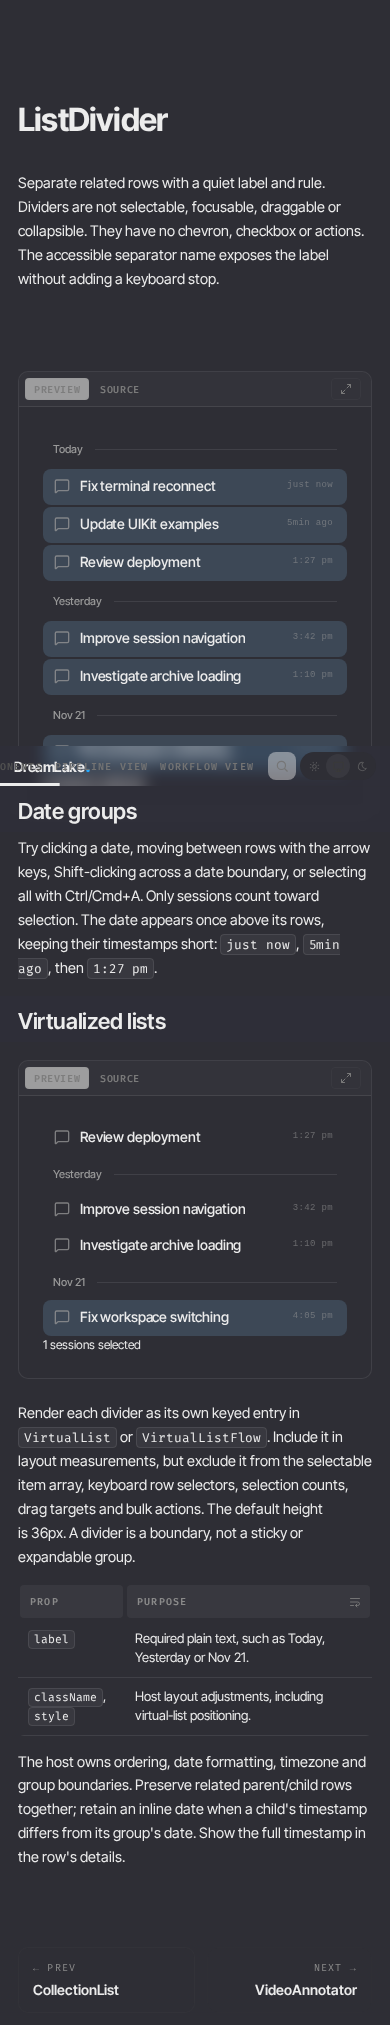 ListDivider
Separate related rows with a quiet label and rule.
Dividers are not selectable, focusable, draggable or
collapsible. They have no chevron, checkbox or actions.
The accessible separator name exposes the label
without adding a keyboard stop.
PREVIEW SOURCE
Today
Fix terminal reconnect just now
Update UIKit examples 5min ago
Review deployment 1:27 pm
Yesterday
Improve session navigation 3:42 pm
Investigate archive loading 1:10 pm
Nov 21
DreamLake. VIEW WORKFLOW VIEW
Date groups
Try clicking a date, moving between rows with the arrow
keys, Shift-clicking across a date boundary, or selecting
all with Ctrl/Cmd+A. Only sessions count toward
selection. The date appears once above its rows,
keeping their timestamps short: just now, 5min
ago, then 1:27 pm.
Virtualized lists
PREVIEW SOURCE
Review deployment 1:27 pm
Yesterday
Improve session navigation 3:42 pm
Investigate archive loading 1:10 pm
Nov 21
Fix workspace switching 4:05 pm
1 sessions selected
Render each divider as its own keyed entry in
VirtualList or VirtualListFlow. Include it in
layout measurements, but exclude it from the selectable
item array, keyboard row selectors, selection counts,
drag targets and bulk actions. The default height
is 36px. A divider is a boundary, not a sticky or
expandable group.
PROP PURPOSE
label Required plain text, such as Today,
Yesterday or Nov 21.
className, Host layout adjustments, including
style virtual-list positioning.
The host owns ordering, date formatting, timezone and
group boundaries. Preserve related parent/child rows
together; retain an inline date when a child's timestamp
differs from its group's date. Show the full timestamp in
the row's details.
← PREV NEXT →
CollectionList VideoAnnotator